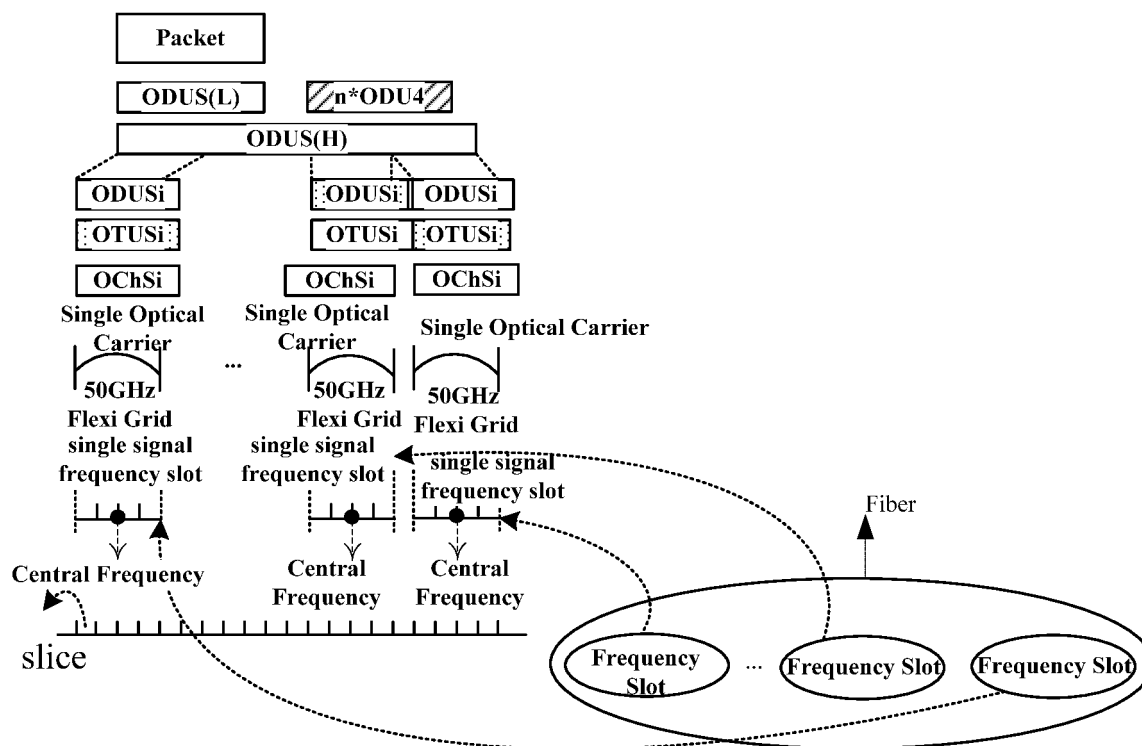 Packet
ODUS(L)
n*ODU4
ODUS(H)
ODUSi
ODUSi
ODUSi
OTUSi
OTUSi
OTUSi
OChSi
OChSi
OChSi
Single Optical
Carrier
Single Optical
Carrier
Single Optical Carrier
...
50GHz
Flexi Grid
50GHz
Flexi Grid
50GHz
Flexi Grid
single signal
frequency slot
single signal
frequency slot
single signal
frequency slot
Fiber
Central Frequency
Central
Frequency
Central
Frequency
slice
Frequency
Slot
...
Frequency Slot
Frequency Slot